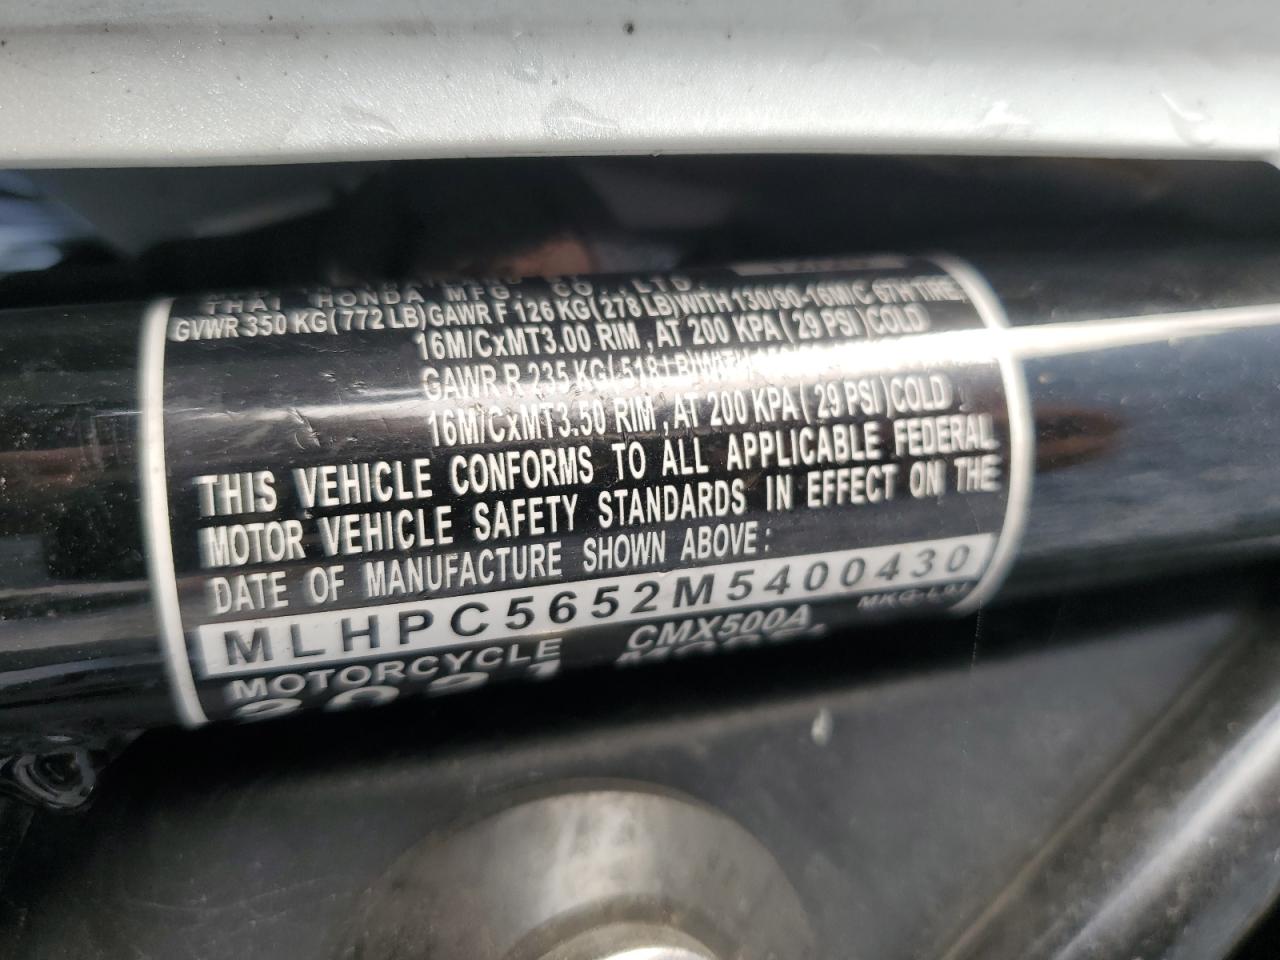 THAI HONDA MFG. CO.,LTD.
GVWR 350 KG(772 LB)GAWR F 126 KG(278 LB)WITH 130/90-16M/C 67H TIRE,
16M/CxMT3.00 RIM , AT 200 KPA ( 29 PSI )COLD
GAWR R 235 KG(518 LB)WITH
16M/CxMT3.50 RIM , AT 200 KPA ( 29 PSI )COLD
THIS VEHICLE CONFORMS TO ALL APPLICABLE FEDERAL
MOTOR VEHICLE SAFETY STANDARDS IN EFFECT ON THE
DATE OF MANUFACTURE SHOWN ABOVE:
MLHPC5652M5400430
MOTORCYCLE CMX500A
2021